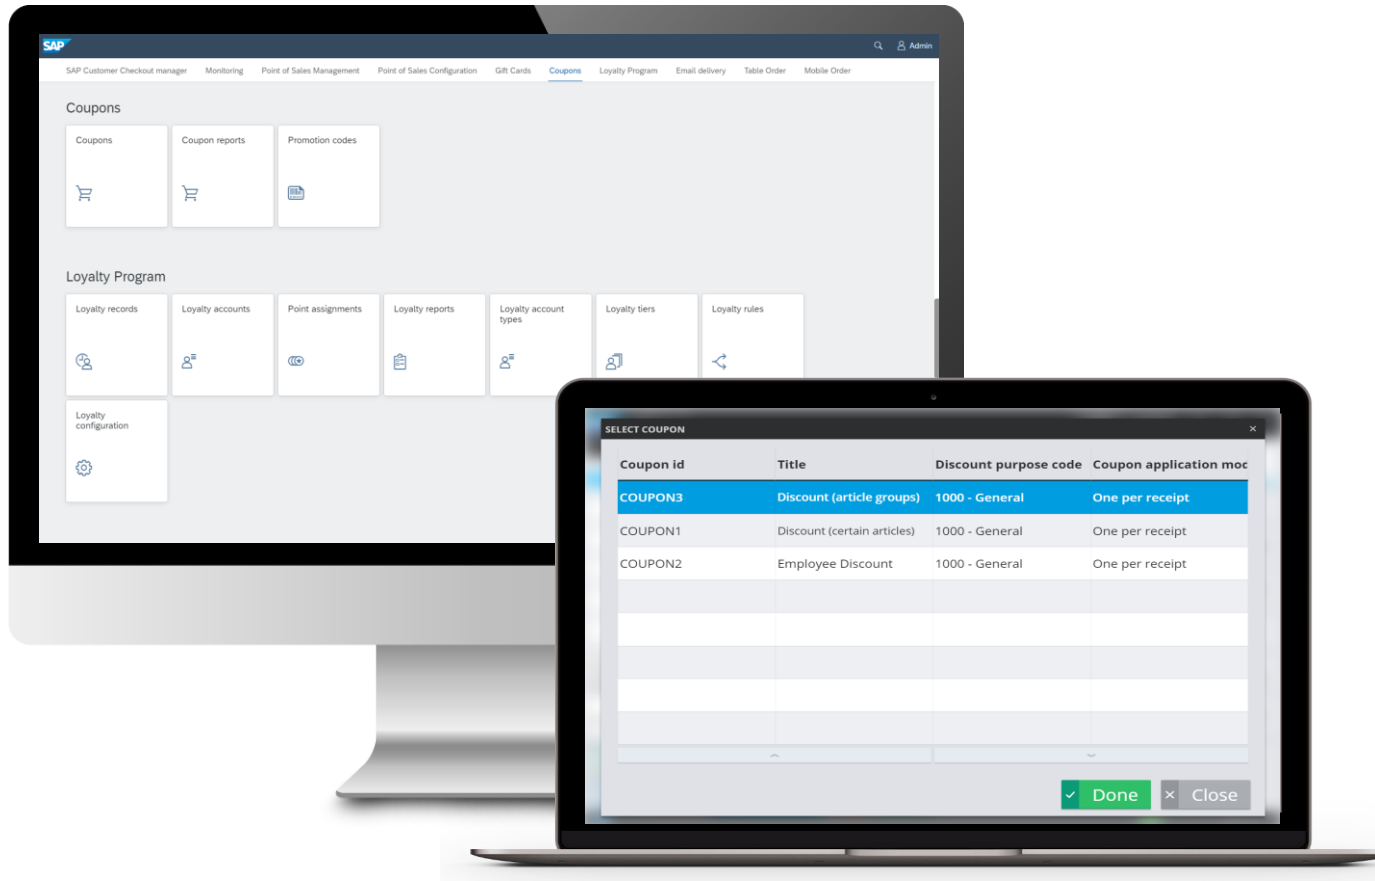 SAP
Admin
SAP Customer Checkout manager Monitoring Point of Sales Management Point of Sales Configuration Gift Cards Coupons Loyalty Program Email delivery Table Order Mobile Order
Coupons
Coupons Coupon reports Promotion codes
Loyalty Program
Loyalty records Loyalty accounts Point assignments Loyalty reports Loyalty account types Loyalty tiers Loyalty rules
Loyalty
configuration
SELECT COUPON
Coupon id Title Discount purpose code Coupon application moc
COUPON3 Discount (article groups) 1000 - General One per receipt
COUPON1 Discount (certain articles) 1000 - General One per receipt
COUPON2 Employee Discount 1000 - General One per receipt
Done Close